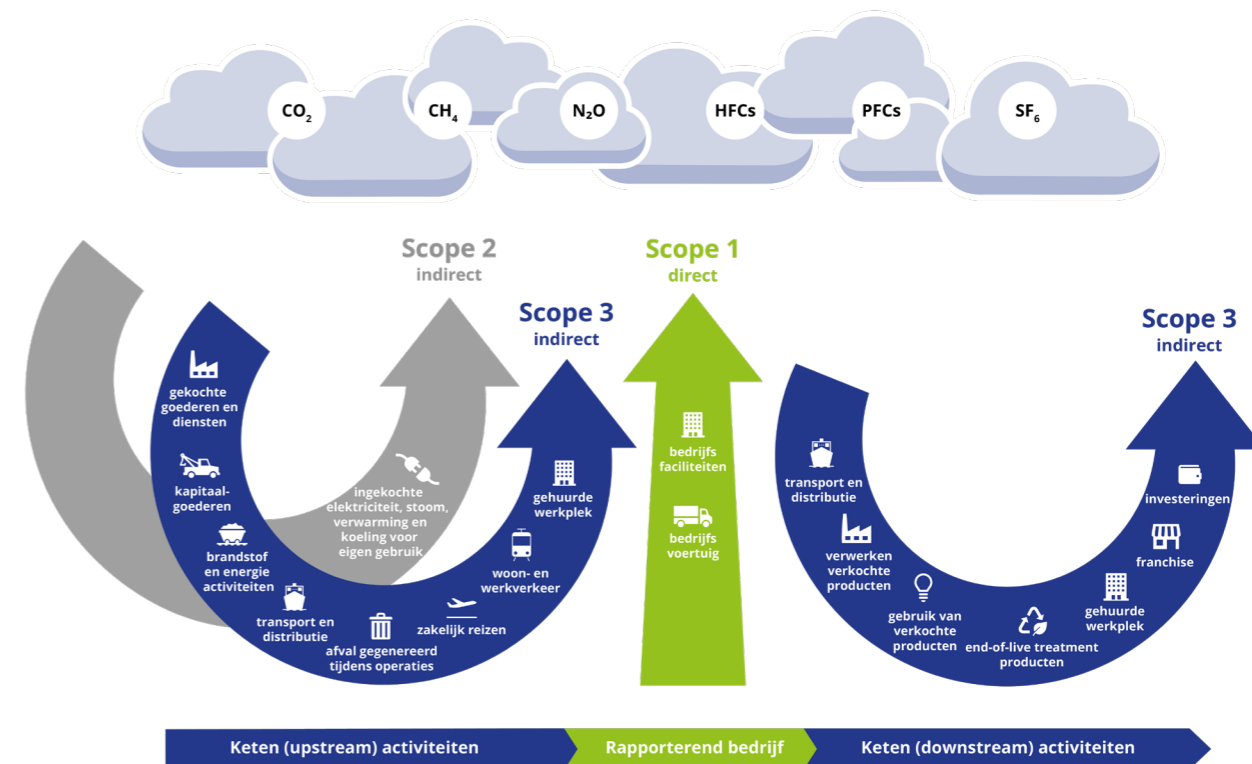 CO₂
CH₄
N₂O
HFCs
PFCs
SF₆
Scope 2
indirect
ingekochte
elektriciteit, stoom,
verwarming en
koeling voor
eigen gebruik
Scope 3
indirect
gekochte
goederen en
diensten
kapitaal-
goederen
brandstof
en energie
activiteiten
transport en
distributie
afval gegenereerd
tijdens operaties
zakelijk reizen
woon- en
werkverkeer
gehuurde
werkplek
Scope 1
direct
bedrijfs
faciliteiten
bedrijfs
voertuig
Scope 3
indirect
transport en
distributie
verwerken
verkochte
producten
gebruik van
verkochte
producten
end-of-live treatment
producten
gehuurde
werkplek
franchise
investeringen
Keten (upstream) activiteiten
Rapporterend bedrijf
Keten (downstream) activiteiten